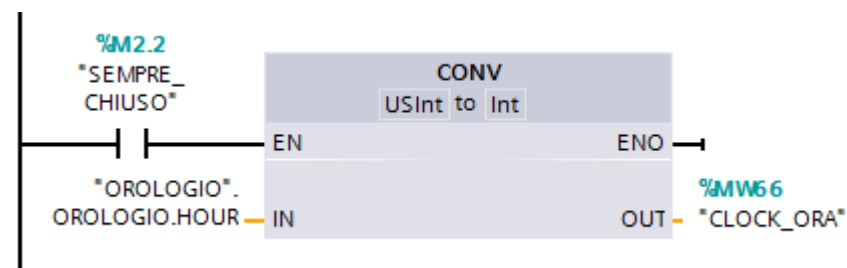 %M2.2
"SEMPRE_
CHIUSO"
CONV
USInt to Int
EN
ENO
"OROLOGIO".
OROLOGIO.HOUR
IN
%MW66
OUT
"CLOCK_ORA"